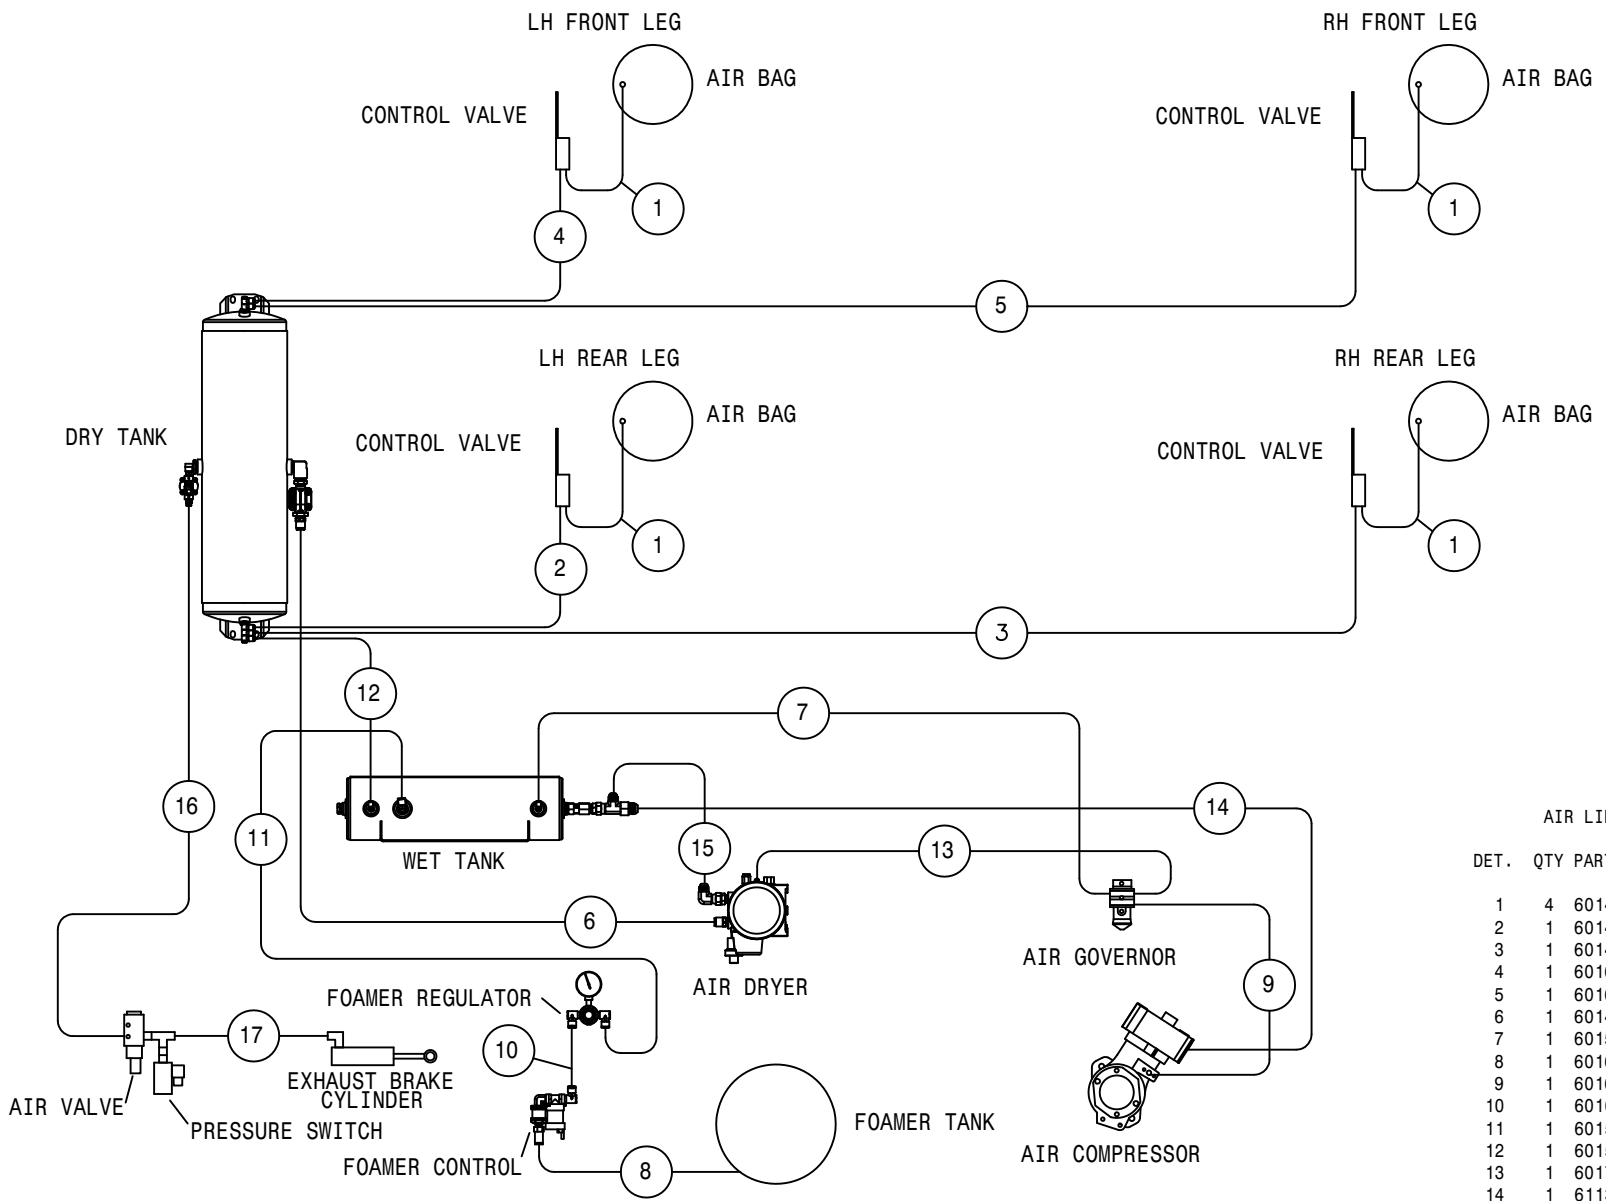 LH FRONT LEG
RH FRONT LEG
AIR BAG
AIR BAG
CONTROL VALVE
CONTROL VALVE
1
1
4
5
LH REAR LEG
RH REAR LEG
AIR BAG
AIR BAG
DRY TANK
CONTROL VALVE
CONTROL VALVE
1
1
2
3
12
7
16
14
11
WET TANK
15
13
6
AIR GOVERNOR
AIR DRYER
9
FOAMER REGULATOR
17
10
EXHAUST BRAKE
CYLINDER
AIR VALVE
PRESSURE SWITCH
FOAMER TANK
FOAMER CONTROL
8
AIR COMPRESSOR
AIR
DET. QTY
1 4
2 1
3 1
4 1
5 1
6 1
7 1
8 1
9 1
10 1
11 1
12 1
13 1
14 1